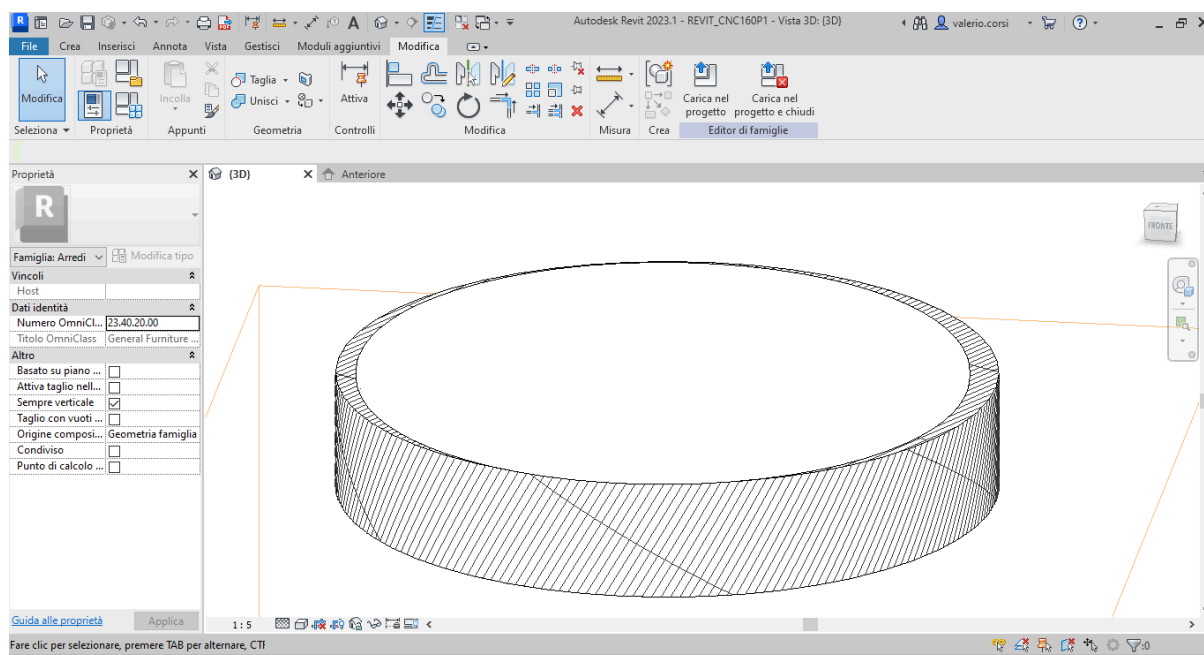 Autodesk Revit 2023.1 - REVIT_CNC160P1 - Vista 3D: {3D}
valerio.corsi
File Crea Inserisci Annota Vista Gestisci Moduli aggiuntivi Modifica
Modifica
Incolla
Taglia
Unisci
Attiva
Carica nel progetto
Carica nel progetto e chiudi
Seleziona Proprietà Appunti Geometria Controlli Modifica Misura Crea Editor di famiglie
Proprietà
{3D}
Anteriore
R
FRONTE
Famiglia: Arredi
Modifica tipo
Vincoli
Host
Dati identità
Numero OmniCl... 23.40.20.00
Titolo OmniClass General Furniture ...
Altro
Basato su piano ...
Attiva taglio nell...
Sempre verticale
Taglio con vuoti ...
Origine composi... Geometria famiglia
Condiviso
Punto di calcolo ...
Guida alle proprietà
Applica
1 : 5
Fare clic per selezionare, premere TAB per alternare, CTF
:0